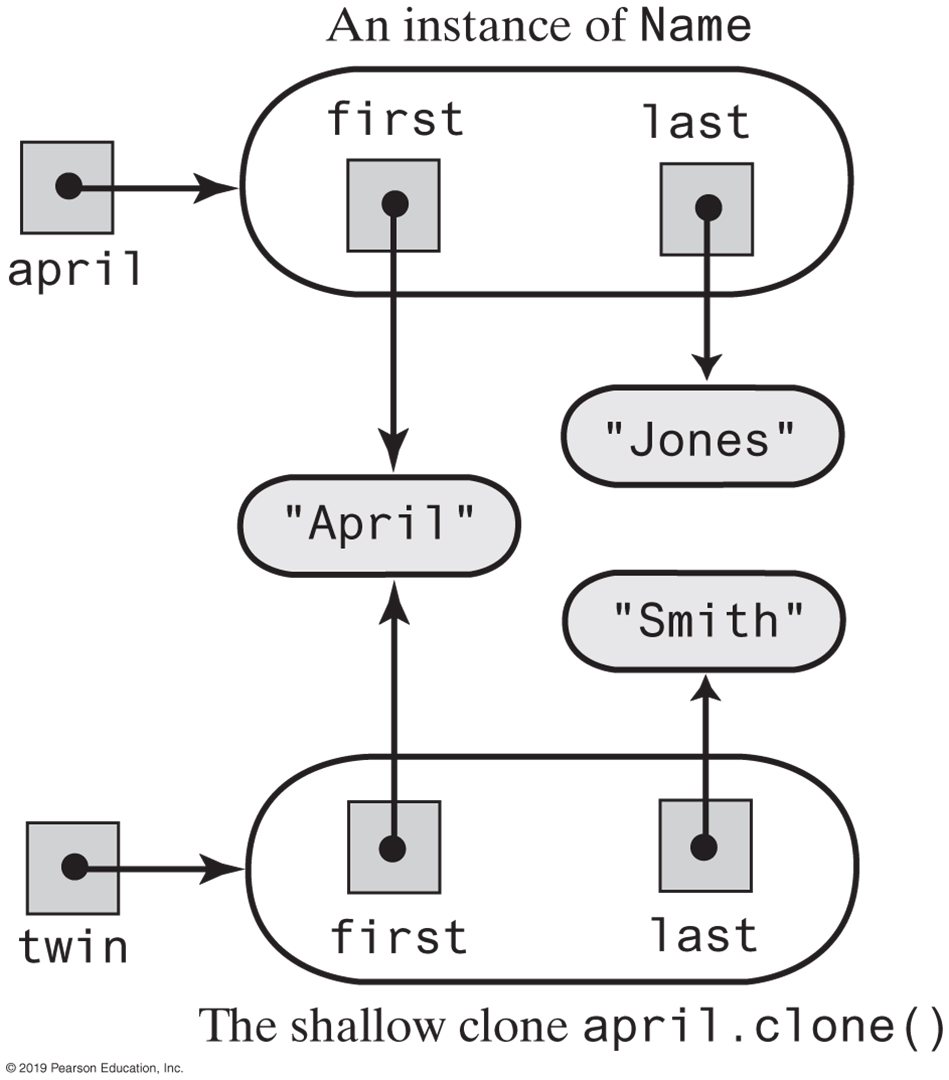 An instance of Name
first last
april
"Jones"
"April"
"Smith"
twin
first last
The shallow clone april.clone()
© 2019 Pearson Education, Inc.